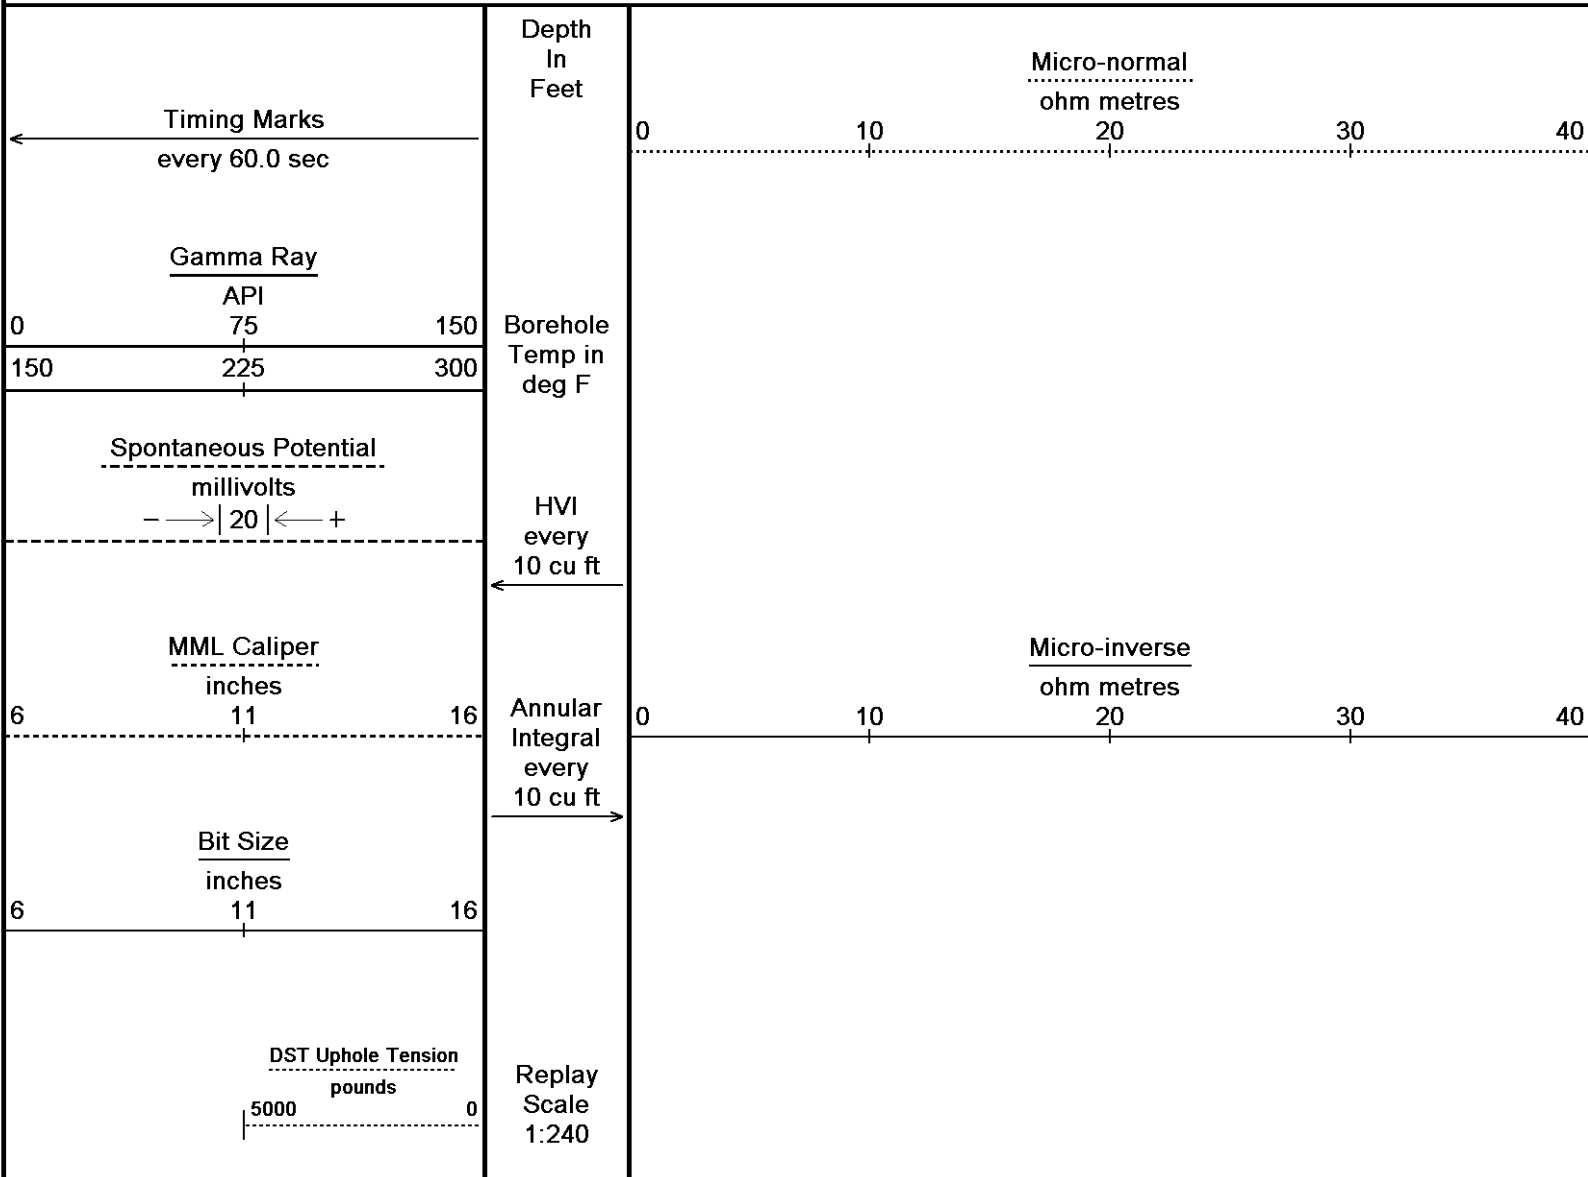 Timing Marks
every 60.0 sec
Gamma Ray
API
0 75 150
150 225 300
Spontaneous Potential
millivolts
− 20 +
MML Caliper
inches
6 11 16
Bit Size
inches
6 11 16
DST Uphole Tension
pounds
5000 0
Depth
In
Feet
Borehole
Temp in
deg F
HVI
every
10 cu ft
Annular
Integral
every
10 cu ft
Replay
Scale
1:240
Micro-normal
ohm metres
0 10 20 30 40
Micro-inverse
ohm metres
0 10 20 30 40